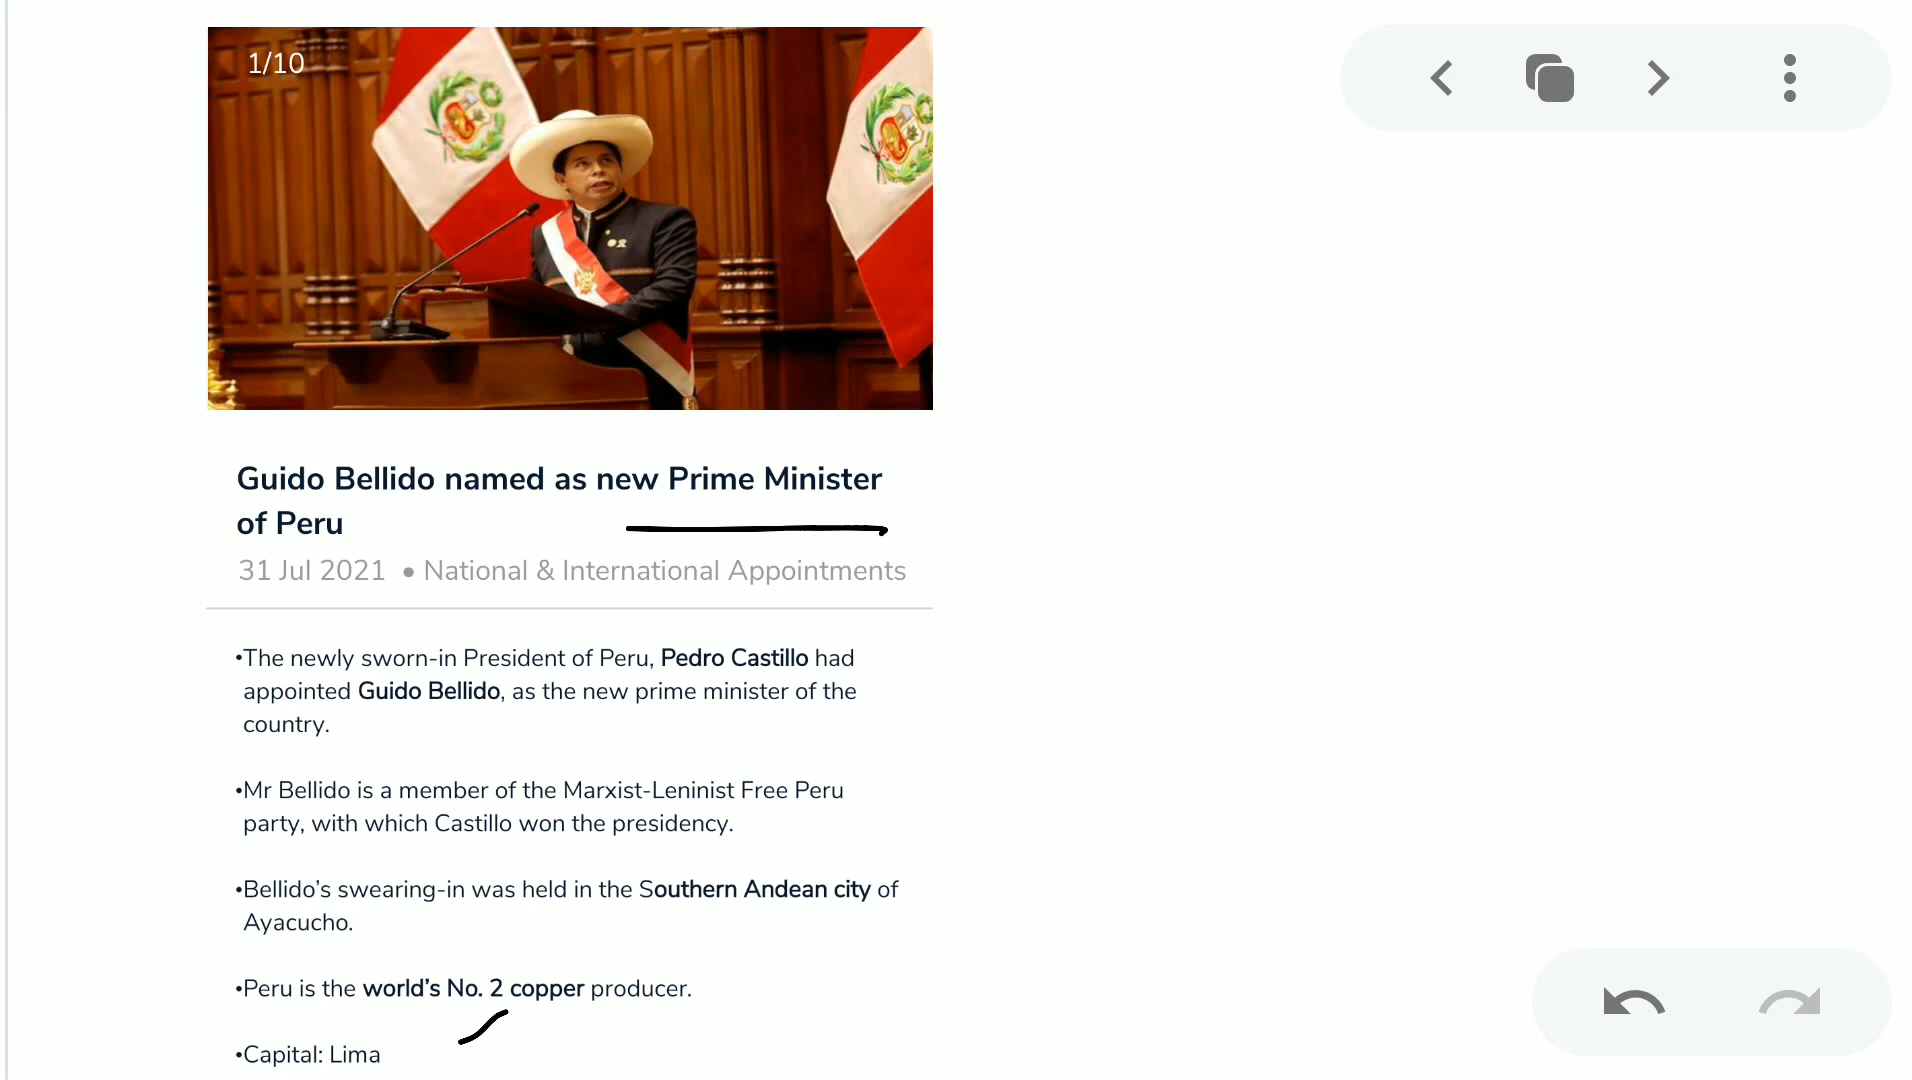 1/10
Guido Bellido named as new Prime Minister
of Peru
31 Jul 2021 • National & International Appointments
•The newly sworn-in President of Peru, Pedro Castillo had
appointed Guido Bellido, as the new prime minister of the
country.
•Mr Bellido is a member of the Marxist-Leninist Free Peru
party, with which Castillo won the presidency.
•Bellido’s swearing-in was held in the Southern Andean city of
Ayacucho.
•Peru is the world’s No. 2 copper producer.
•Capital: Lima